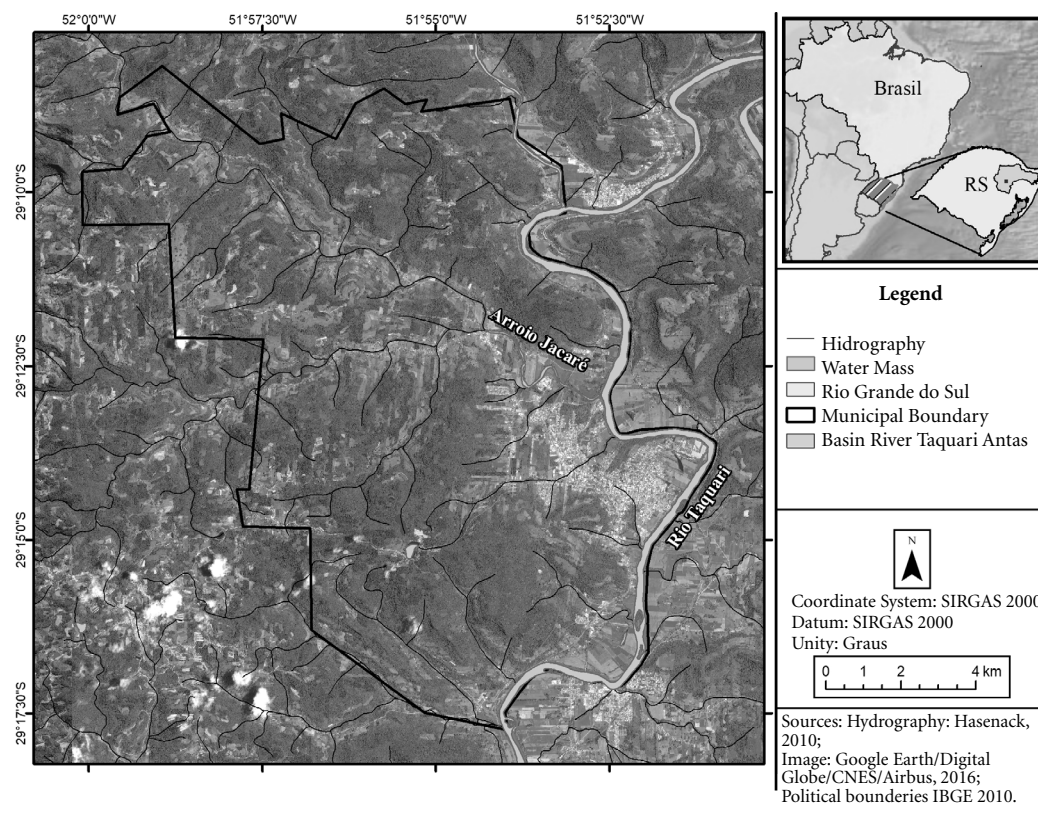 52°0'0"W
51°57'30"W
51°55'0"W
51°52'30"W
29°10'0"S
29°12'30"S
29°15'0"S
29°17'30"S
Arroio Jacaré
Rio Taquari
Brasil
RS
Legend
Hidrography
Water Mass
Rio Grande do Sul
Municipal Boundary
Basin River Taquari Antas
N
Coordinate System: SIRGAS 2000
Datum: SIRGAS 2000
Unity: Graus
0 1 2 4 km
Sources: Hydrography: Hasenack,
2010;
Image: Google Earth/Digital
Globe/CNES/Airbus, 2016;
Political bounderies IBGE 2010.